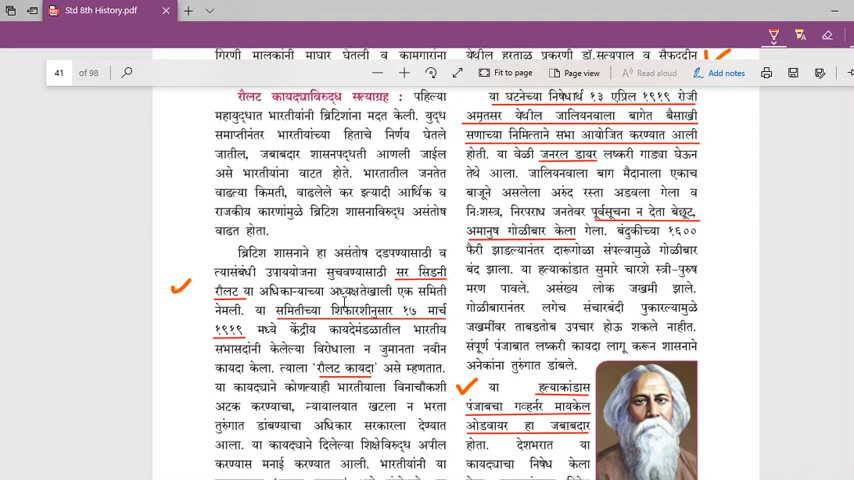 Std 8th History.pdf
41 of 98
Fit to page
Page view
Read aloud
Add notes
गिरणी मालकांनी माघार घेतली व कामगारांना
रौलट कायद्याविरुद्ध सत्याग्रह : पहिल्या
महायुद्धात भारतीयांनी ब्रिटिशांना मदत केली. युद्ध
समाप्तीनंतर भारतीयांच्या हिताचे निर्णय घेतले
जातील, जबाबदार शासनपद्धती आणली जाईल
असे भारतीयांना वाटत होते. भारतातील जनतेत
वाढत्या किमती, वाढलेले कर इत्यादी आर्थिक व
राजकीय कारणांमुळे ब्रिटिश शासनाविरुद्ध असंतोष
वाढत होता.
ब्रिटिश शासनाने हा असंतोष दडपण्यासाठी व
त्यासंबंधी उपाययोजना सुचवण्यासाठी सर सिडनी
रौलट या अधिकाऱ्याच्या अध्यक्षतेखाली एक समिती
नेमली. या समितीच्या शिफारशीनुसार १७ मार्च
१९१९ मध्ये केंद्रीय कायदेमंडळातील भारतीय
सभासदांनी केलेल्या विरोधाला न जुमानता नवीन
कायदा केला. त्याला 'रौलट कायदा' असे म्हणतात.
या कायद्याने कोणत्याही भारतीयाला विनाचौकशी
अटक करण्याचा, न्यायालयात खटला न भरता
तुरुंगात डांबण्याचा अधिकार सरकारला देण्यात
आला. या कायद्याने दिलेल्या शिक्षेविरुद्ध अपील
करण्यास मनाई करण्यात आली. भारतीयांनी या
येथील हरताळ प्रकरणी डॉ.सत्यपाल व सैफुद्दीन
या घटनेच्या निषेधार्थ १३ एप्रिल १९१९ रोजी
अमृतसर येथील जालियनवाला बागेत बैसाखी
सणाच्या निमित्ताने सभा आयोजित करण्यात आली
होती. या वेळी जनरल डायर लष्करी गाड्या घेऊन
तेथे आला. जालियनवाला बाग मैदानाला एकाच
बाजूने असलेला अरुंद रस्ता अडवला गेला व
निःशस्त्र, निरपराध जनतेवर पूर्वसूचना न देता बेछूट,
अमानुष गोळीबार केला गेला. बंदुकीच्या १६००
फैरी झाडल्यानंतर दारूगोळा संपल्यामुळे गोळीबार
बंद झाला. या हत्याकांडात सुमारे चारशे स्त्री-पुरुष
मरण पावले. असंख्य लोक जखमी झाले.
गोळीबारानंतर लगेच संचारबंदी पुकारल्यामुळे
जखमींवर ताबडतोब उपचार होऊ शकले नाहीत.
संपूर्ण पंजाबात लष्करी कायदा लागू करून शासनाने
अनेकांना तुरुंगात डांबले.
या हत्याकांडास
पंजाबचा गव्हर्नर मायकेल
ओडवायर हा जबाबदार
होता. देशभरात या
कायद्याचा निषेध केला